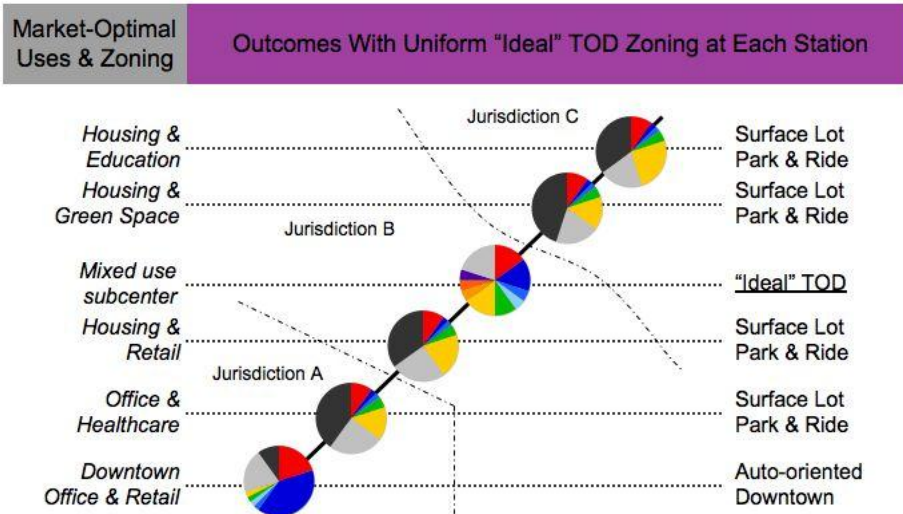 Market-Optimal
Uses & Zoning
Outcomes With Uniform “Ideal” TOD Zoning at Each Station
Jurisdiction C
Housing &
Education
Surface Lot
Park & Ride
Housing &
Green Space
Surface Lot
Park & Ride
Jurisdiction B
Mixed use
subcenter
“Ideal” TOD
Housing &
Retail
Surface Lot
Park & Ride
Jurisdiction A
Office &
Healthcare
Surface Lot
Park & Ride
Downtown
Office & Retail
Auto-oriented
Downtown